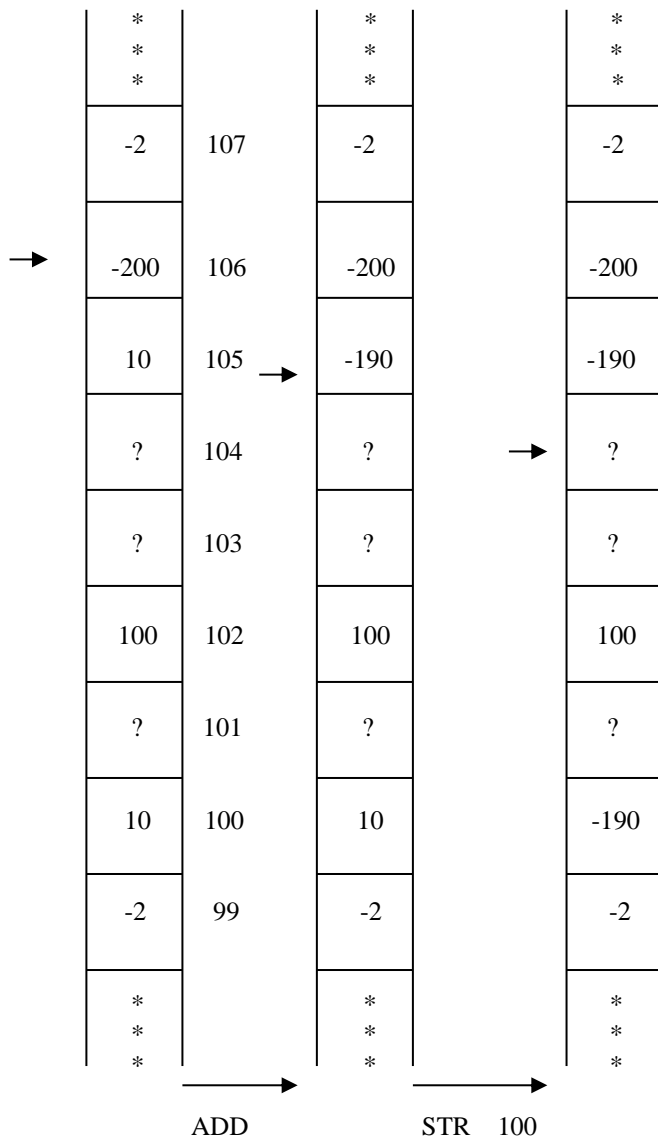 * * *
* * *
* * *
-2 107 -2 -2
-200 106 -200 -200
10 105 -190 -190
? 104 ? ?
? 103 ? ?
100 102 100 100
? 101 ? ?
10 100 10 -190
-2 99 -2 -2
* * *
* * *
* * *
ADD STR 100